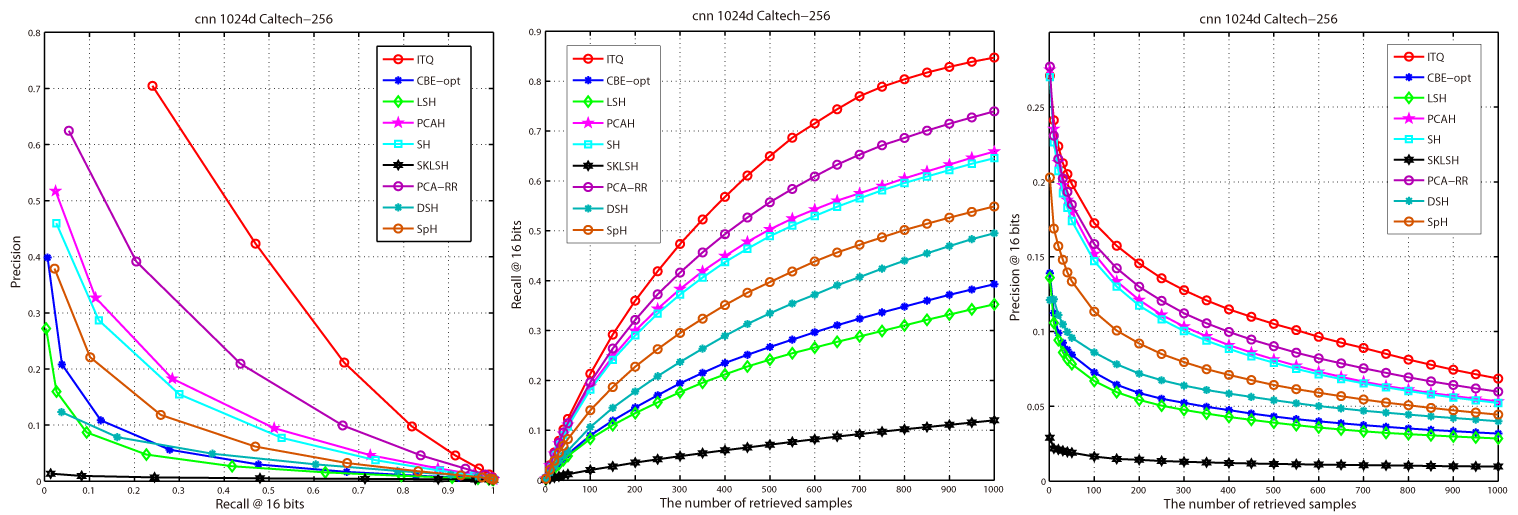 cnn 1024d Caltech−256
0.8
0.7
0.6
0.5
0.4
0.3
0.2
0.1
0
Precision
ITQ
CBE−opt
LSH
PCAH
SH
SKLSH
PCA−RR
DSH
SpH
0 0.1 0.2 0.3 0.4 0.5 0.6 0.7 0.8 0.9 1
Recall @ 16 bits
cnn 1024d Caltech−256
0.9
0.8
0.7
0.6
0.5
0.4
0.3
0.2
0.1
0
Recall @ 16 bits
ITQ
CBE−opt
LSH
PCAH
SH
SKLSH
PCA−RR
DSH
SpH
0 100 200 300 400 500 600 700 800 900 1000
The number of retrieved samples
cnn 1024d Caltech−256
0.25
0.2
0.15
0.1
0.05
0
Precision @ 16 bits
ITQ
CBE−opt
LSH
PCAH
SH
SKLSH
PCA−RR
DSH
SpH
0 100 200 300 400 500 600 700 800 900 1000
The number of retrieved samples